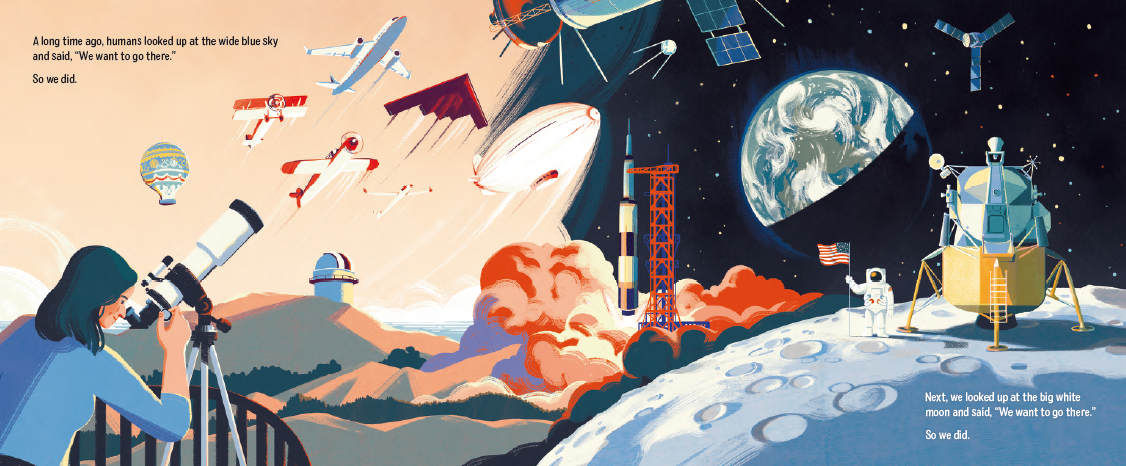 A long time ago, humans looked up at the wide blue sky
and said, “We want to go there.”
So we did.
Next, we looked up at the big white
moon and said, “We want to go there.”
So we did.